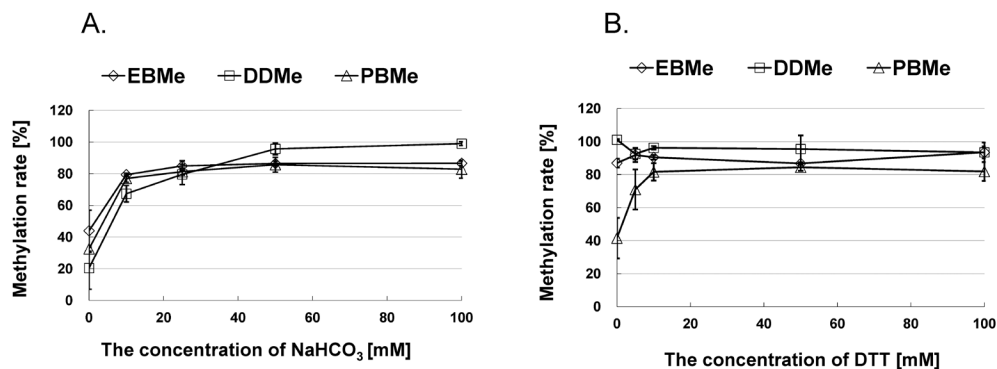 A.
EBMe DDMe PBMe
Methylation rate [%]
120
100
80
60
40
20
0
0 20 40 60 80 100
The concentration of NaHCO₃ [mM]
B.
EBMe DDMe PBMe
Methylation rate [%]
120
100
80
60
40
20
0
0 20 40 60 80 100
The concentration of DTT [mM]